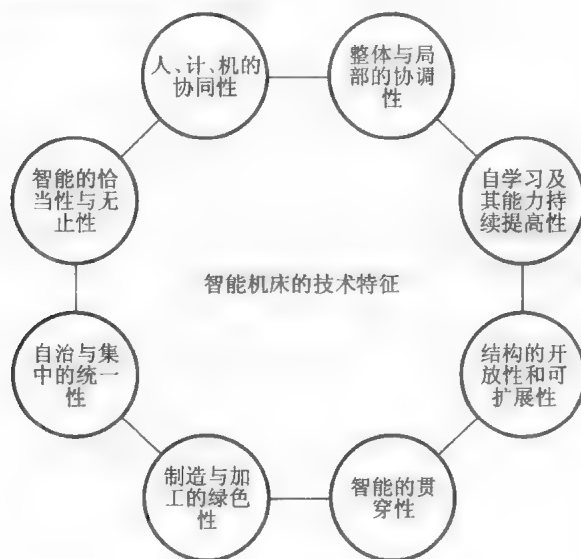 人、计、机的
协同性
整体与局
部的协调
性
智能的恰
当性与无
止性
自学习及
其能力持
续提高性
智能机床的技术特征
自治与集
中的统一
性
结构的开
放性和可
扩展性
制造与加
工的绿色
性
智能的贯
穿性